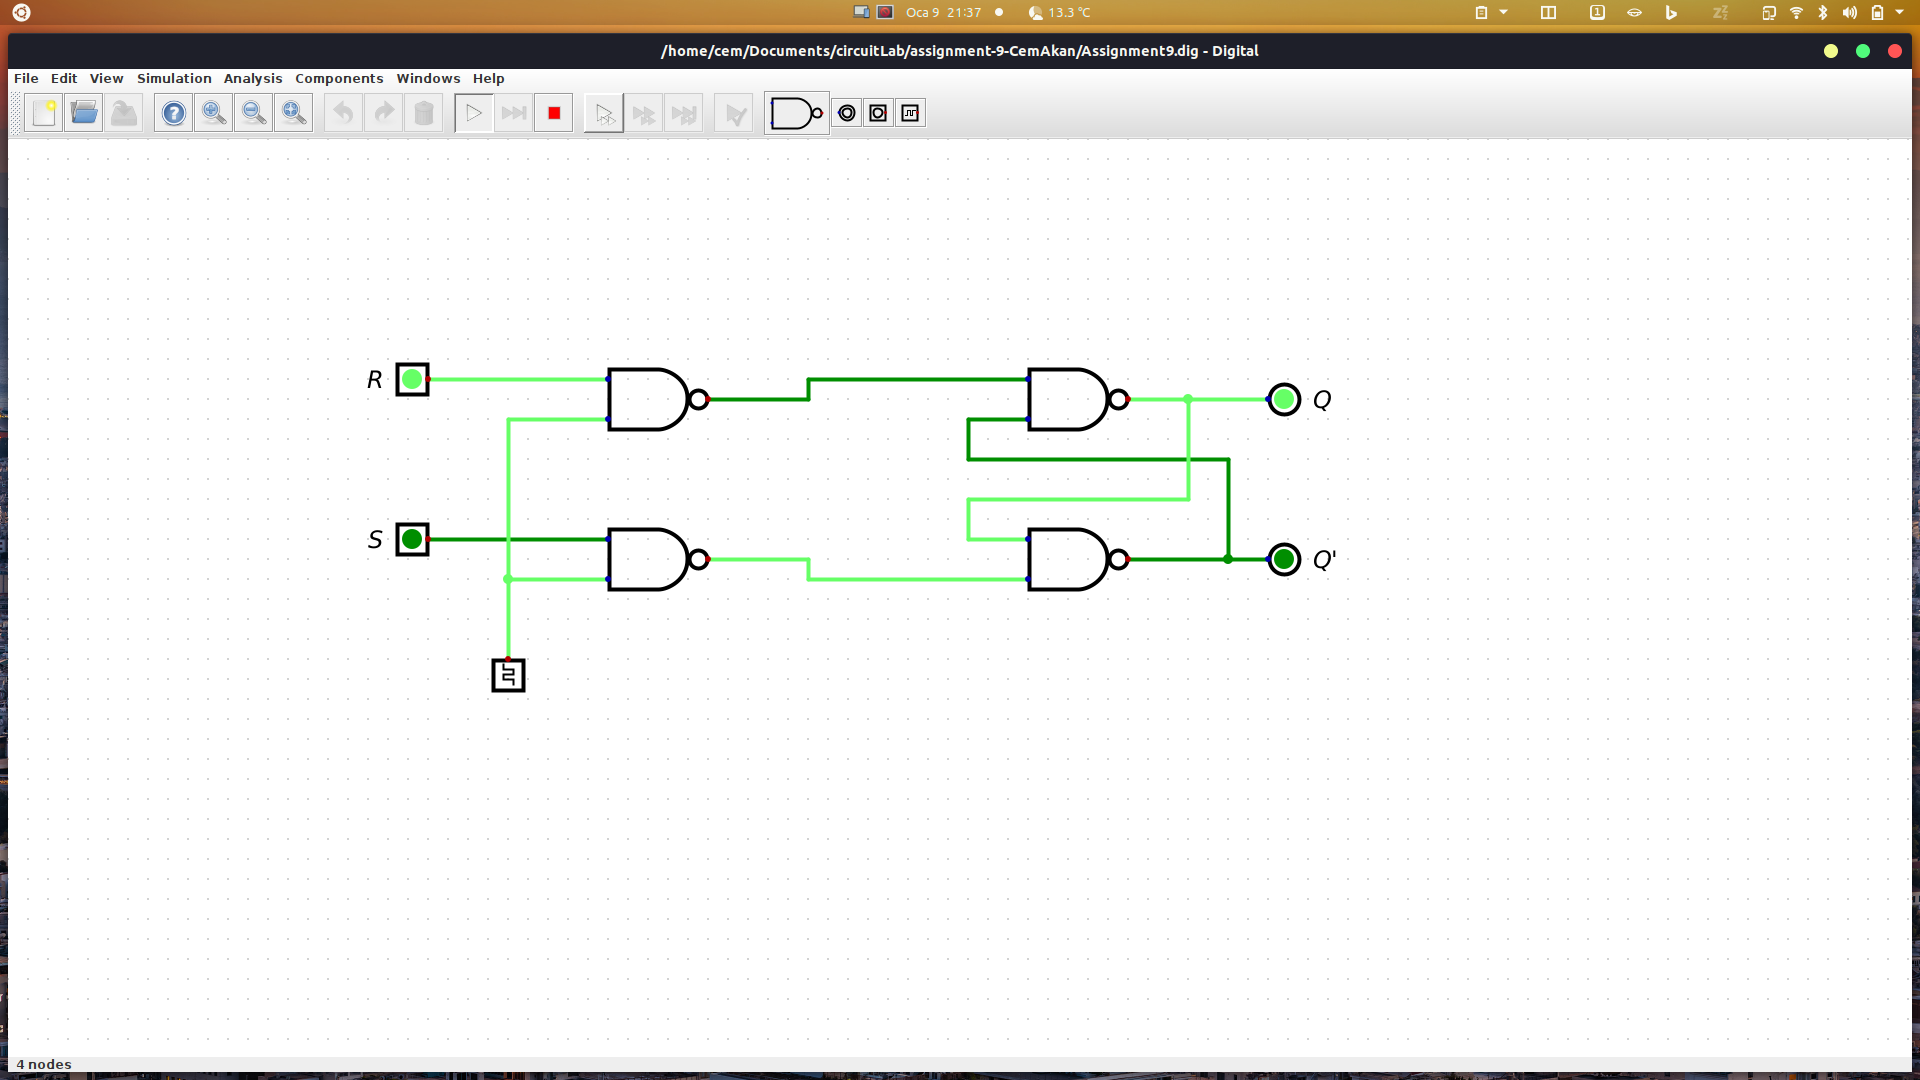 Oca 9 21:37 13.3 °C 1
/home/cem/Documents/circuitLab/assignment-9-CemAkan/Assignment9.dig - Digital
File Edit View Simulation Analysis Components Windows Help
R
Q
S
Q'
4 nodes